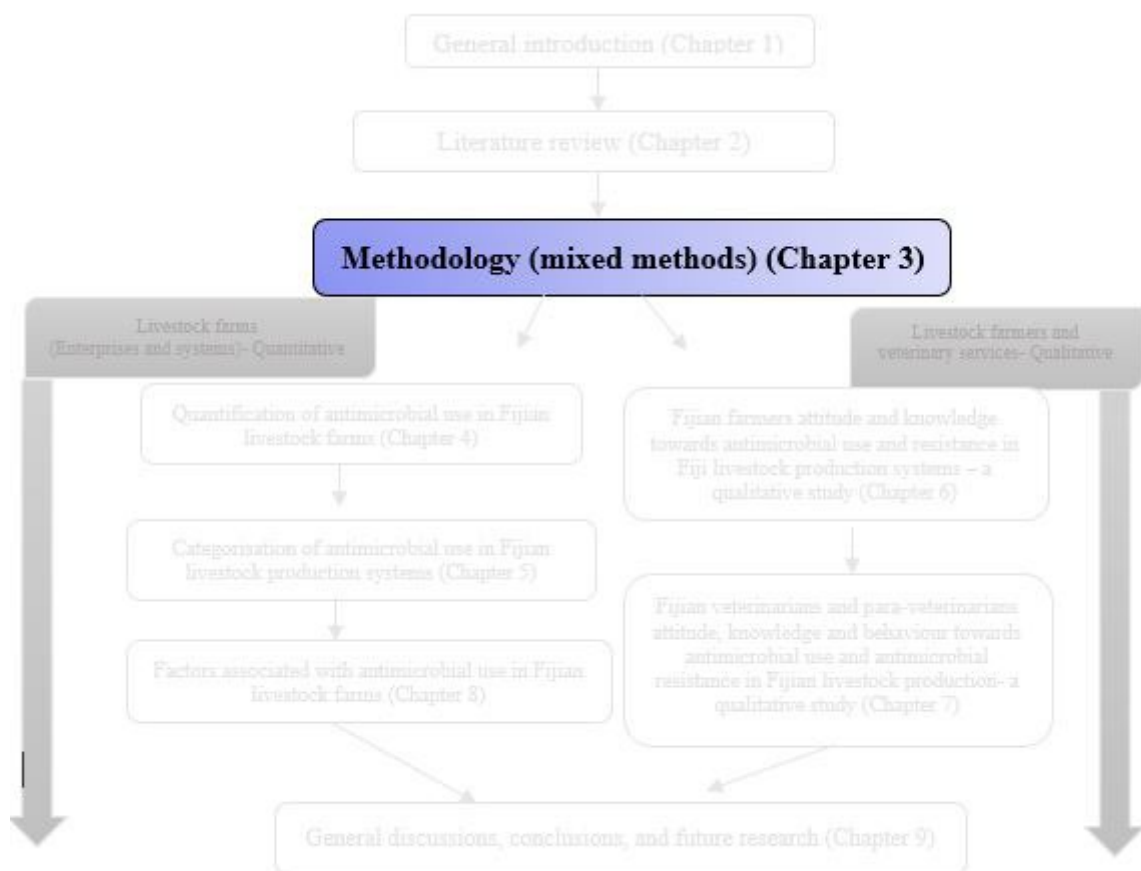 General introduction (Chapter 1)
Literature review (Chapter 2)
Methodology (mixed methods) (Chapter 3)
Livestock farms
(Enterprises and systems)- Quantitative
Livestock farmers and
veterinary services- Qualitative
Quantification of antimicrobial use in Fijian
livestock farms (Chapter 4)
Categorisation of antimicrobial use in Fijian
livestock production systems (Chapter 5)
Factors associated with antimicrobial use in Fijian
livestock farms (Chapter 8)
Fijian farmers attitude and knowledge
towards antimicrobial use and resistance in
Fiji livestock production systems – a
qualitative study (Chapter 6)
Fijian veterinarians and para-veterinarians
attitude, knowledge and behaviour towards
antimicrobial use and antimicrobial
resistance in Fijian livestock production- a
qualitative study (Chapter 7)
General discussions, conclusions, and future research (Chapter 9)